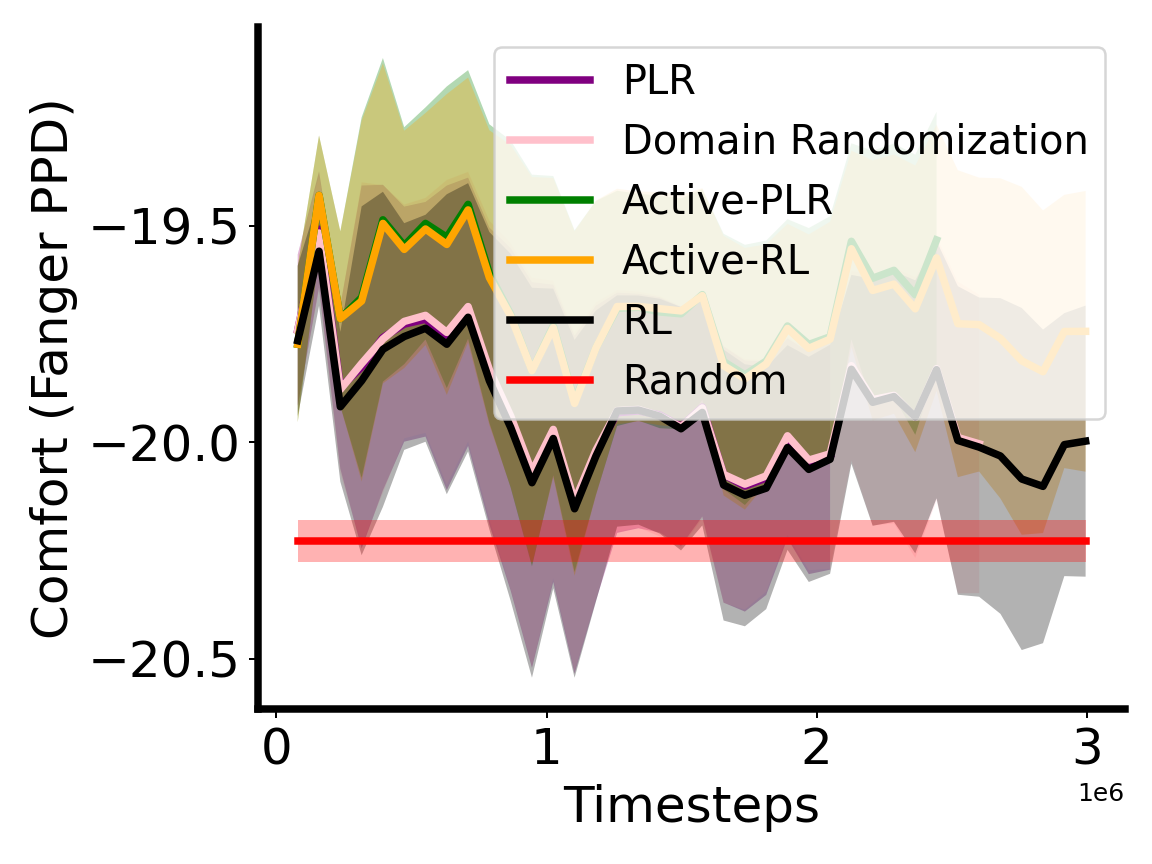 Comfort (Fanger PPD)
−19.5
−20.0
−20.5
PLR
Domain Randomization
Active-PLR
Active-RL
RL
Random
0 1 2 3
1e6
Timesteps